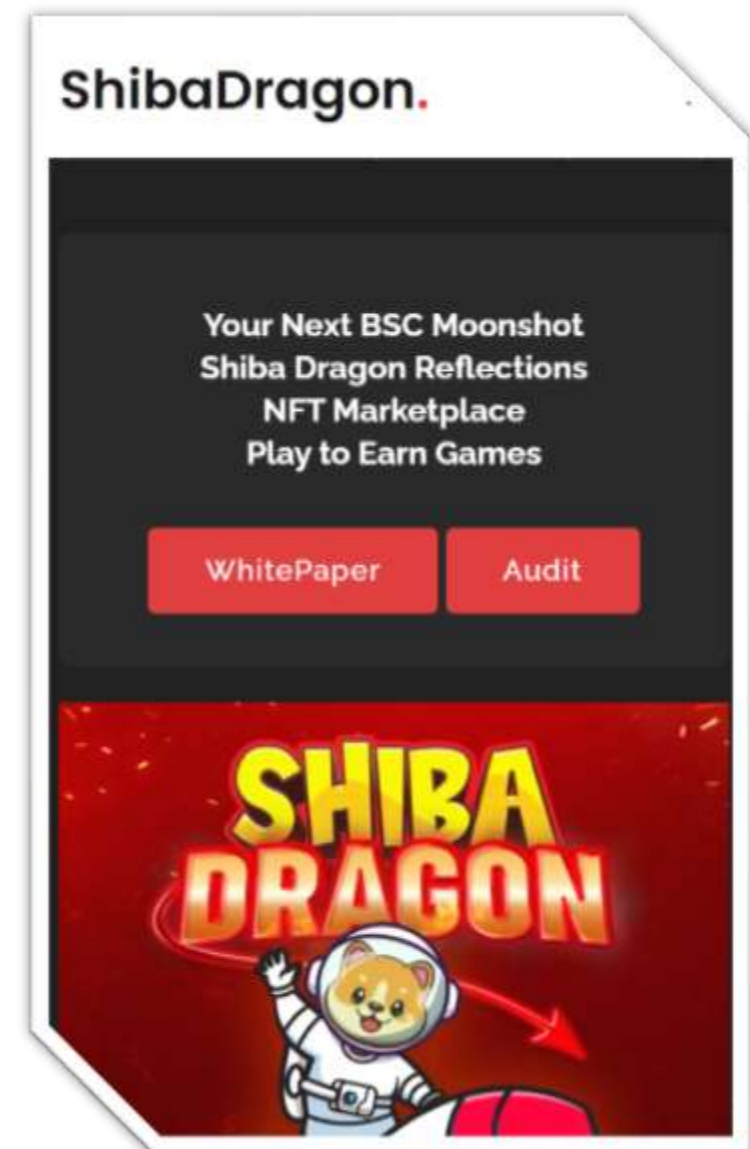 ShibaDragon.
Your Next BSC Moonshot
Shiba Dragon Reflections
NFT Marketplace
Play to Earn Games
WhitePaper Audit
SHIBA
DRAGON